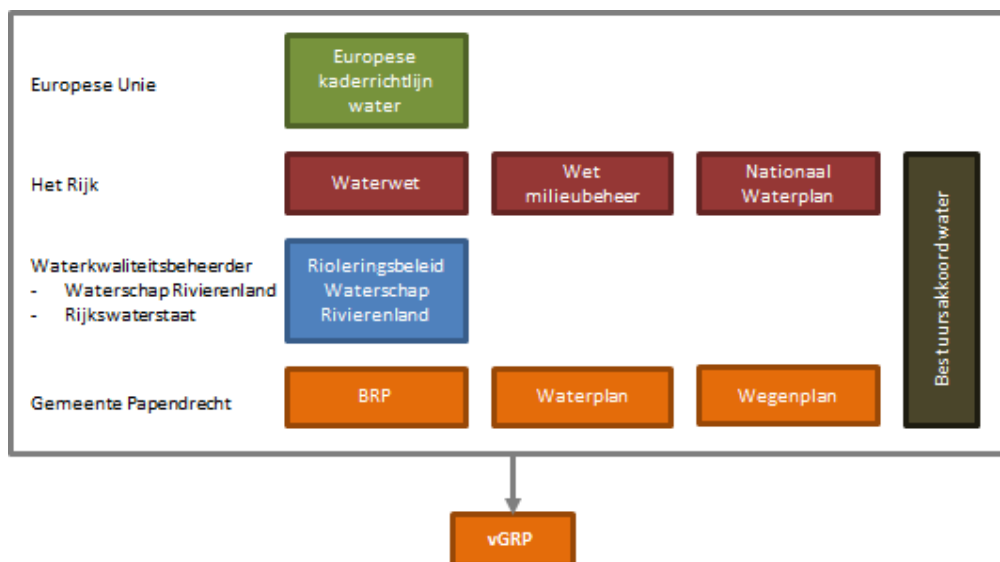 Europese Unie
Europese
kaderrichtlijn
water
Het Rijk
Waterwet
Wet
milieubeheer
Nationaal
Waterplan
Waterkwaliteitsbeheerder
- Waterschap Rivierenland
- Rijkswaterstaat
Rioleringsbeleid
Waterschap
Rivierenland
Gemeente Papendrecht
BRP
Waterplan
Wegenplan
Bestuursakkoord water
vGRP